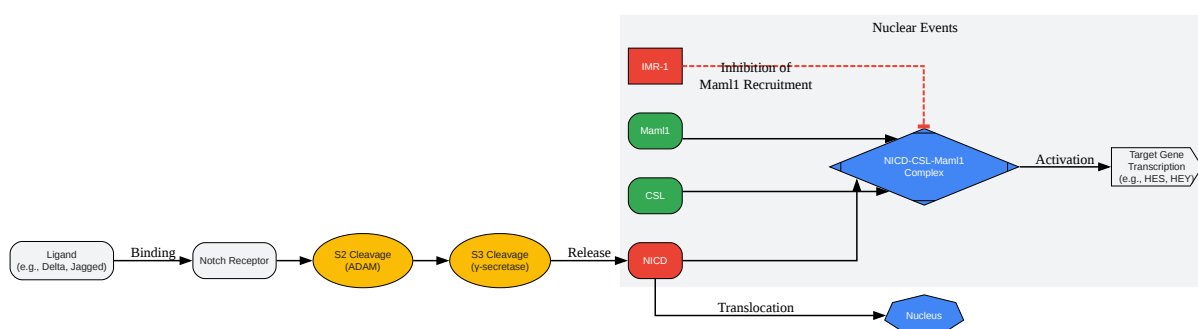 Nuclear Events
IMR-1
Inhibition of
Maml1 Recruitment
Maml1
NICD-CSL-Maml1
Complex
Activation
Target Gene
Transcription
(e.g., HES, HEY)
CSL
Ligand
(e.g., Delta, Jagged)
Binding
Notch Receptor
S2 Cleavage
(ADAM)
S3 Cleavage
(γ-secretase)
Release
NICD
Translocation
Nucleus